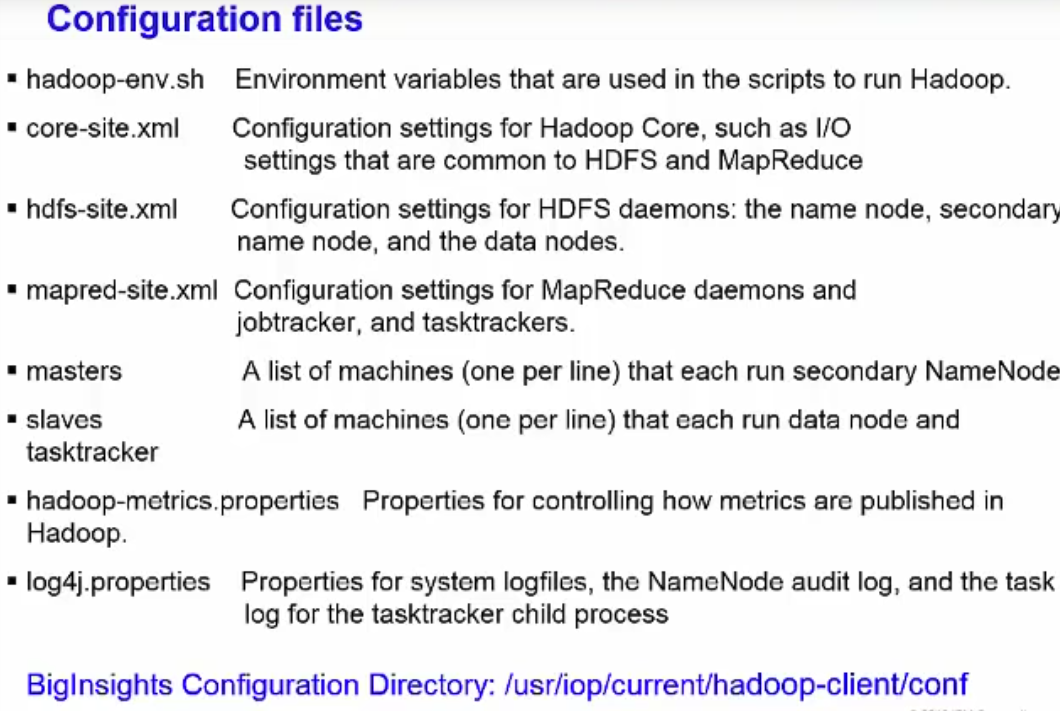 Configuration files
▪ hadoop-env.sh Environment variables that are used in the scripts to run Hadoop.
▪ core-site.xml Configuration settings for Hadoop Core, such as I/O
settings that are common to HDFS and MapReduce
▪ hdfs-site.xml Configuration settings for HDFS daemons: the name node, secondary
name node, and the data nodes.
▪ mapred-site.xml Configuration settings for MapReduce daemons and
jobtracker, and tasktrackers.
▪ masters A list of machines (one per line) that each run secondary NameNode
▪ slaves A list of machines (one per line) that each run data node and
tasktracker
▪ hadoop-metrics.properties Properties for controlling how metrics are published in
Hadoop.
▪ log4j.properties Properties for system logfiles, the NameNode audit log, and the task
log for the tasktracker child process
BigInsights Configuration Directory: /usr/iop/current/hadoop-client/conf